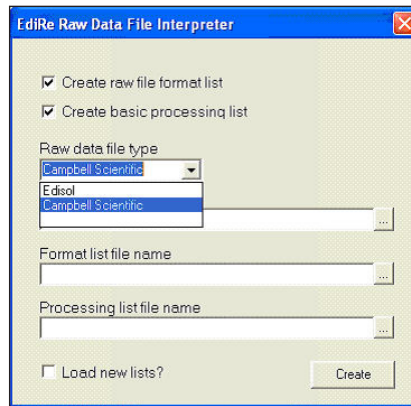 EdiRe Raw Data File Interpreter
Create raw file format list
Create basic processing list
Raw data file type
Campbell Scientific
Edisol
Campbell Scientific
...
Format list file name
...
Processing list file name
...
Load new lists?
Create